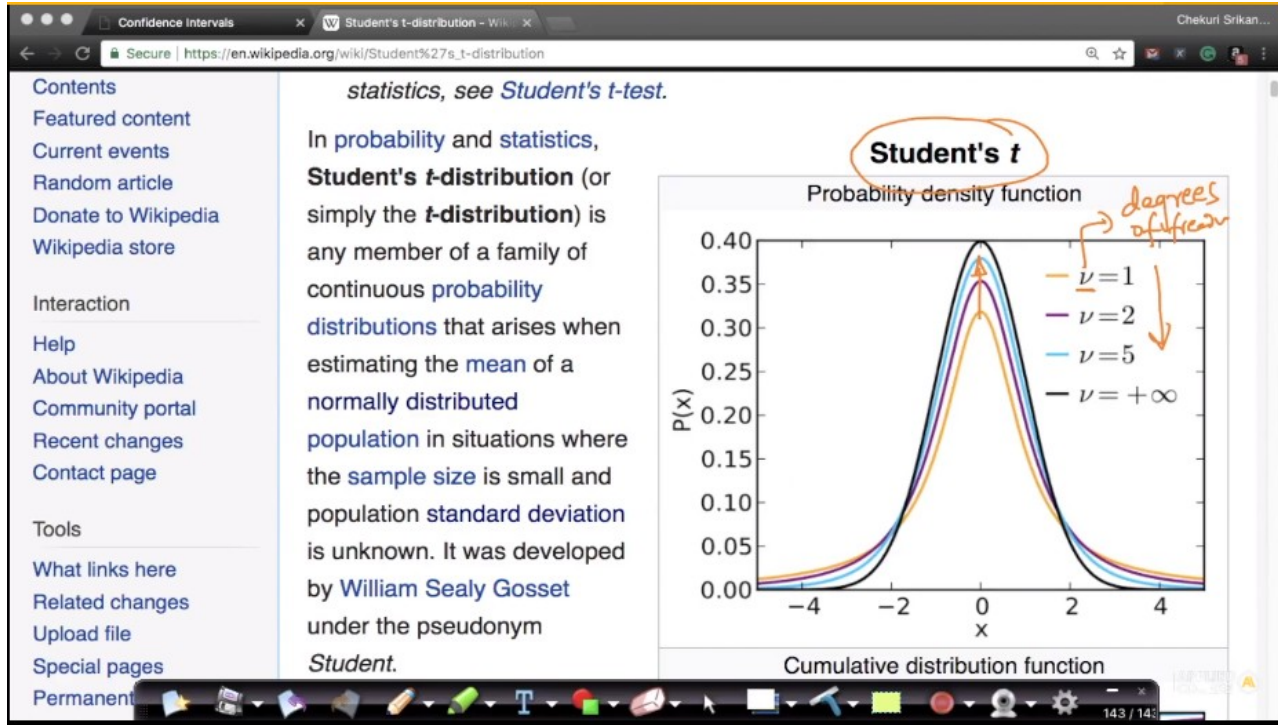 Confidence Intervals
Student's t-distribution – Wik
Chekuri Srikan...
Secure | https://en.wikipedia.org/wiki/Student%27s_t-distribution
Contents
Featured content
Current events
Random article
Donate to Wikipedia
Wikipedia store
Interaction
Help
About Wikipedia
Community portal
Recent changes
Contact page
Tools
What links here
Related changes
Upload file
Special pages
Permanent
statistics, see Student's t-test.
In probability and statistics,
Student's t-distribution (or
simply the t-distribution) is
any member of a family of
continuous probability
distributions that arises when
estimating the mean of a
normally distributed
population in situations where
the sample size is small and
population standard deviation
is unknown. It was developed
by William Sealy Gosset
under the pseudonym
Student.
Student's t
Probability density function
degrees
of
0.40
0.35
0.30
0.25
0.20
0.15
0.10
0.05
0.00
P(x)
ν=1
ν=2
ν=5
ν=+∞
−4 −2 0 2 4
x
Cumulative distribution function
T
143 / 143